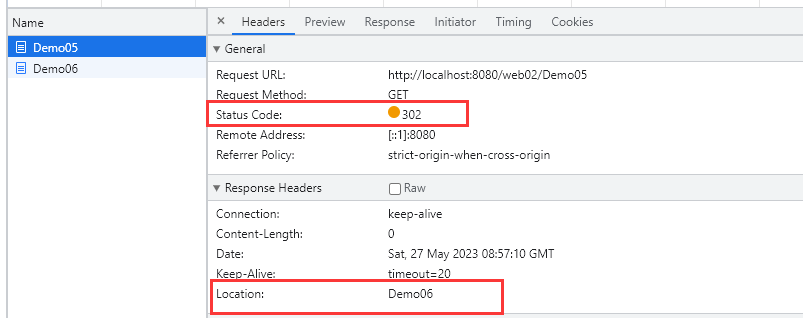 Name
Demo05
Demo06
× Headers Preview Response Initiator Timing Cookies
▼ General
Request URL: http://localhost:8080/web02/Demo05
Request Method: GET
Status Code: 302
Remote Address: [::1]:8080
Referrer Policy: strict-origin-when-cross-origin
▼ Response Headers Raw
Connection: keep-alive
Content-Length: 0
Date: Sat, 27 May 2023 08:57:10 GMT
Keep-Alive: timeout=20
Location: Demo06